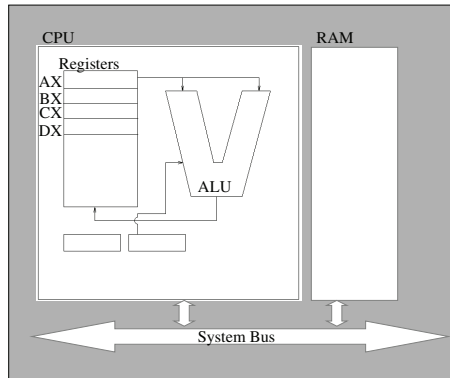 CPU
RAM
Registers
AX
BX
CX
DX
ALU
System Bus